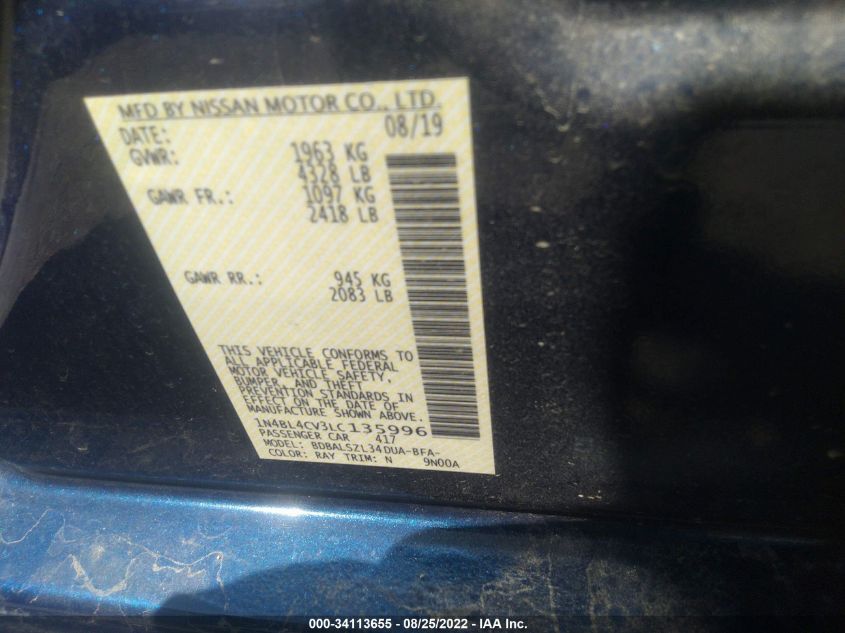 MFD BY NISSAN MOTOR CO., LTD.
DATE: 08/19
GVWR: 1963 KG
4328 LB
GAWR FR.: 1097 KG
2418 LB
GAWR RR.: 945 KG
2083 LB
THIS VEHICLE CONFORMS TO
ALL APPLICABLE FEDERAL
MOTOR VEHICLE SAFETY,
BUMPER, AND THEFT
PREVENTION STANDARDS IN
EFFECT ON THE DATE OF
MANUFACTURE SHOWN ABOVE.
1N4BL4CV3LC135996
PASSENGER CAR 417
MODEL: BDBALSZL34DUA-BFA-
COLOR: RAY TRIM: N 9N00A
000-34113655 - 08/25/2022 - IAA Inc.